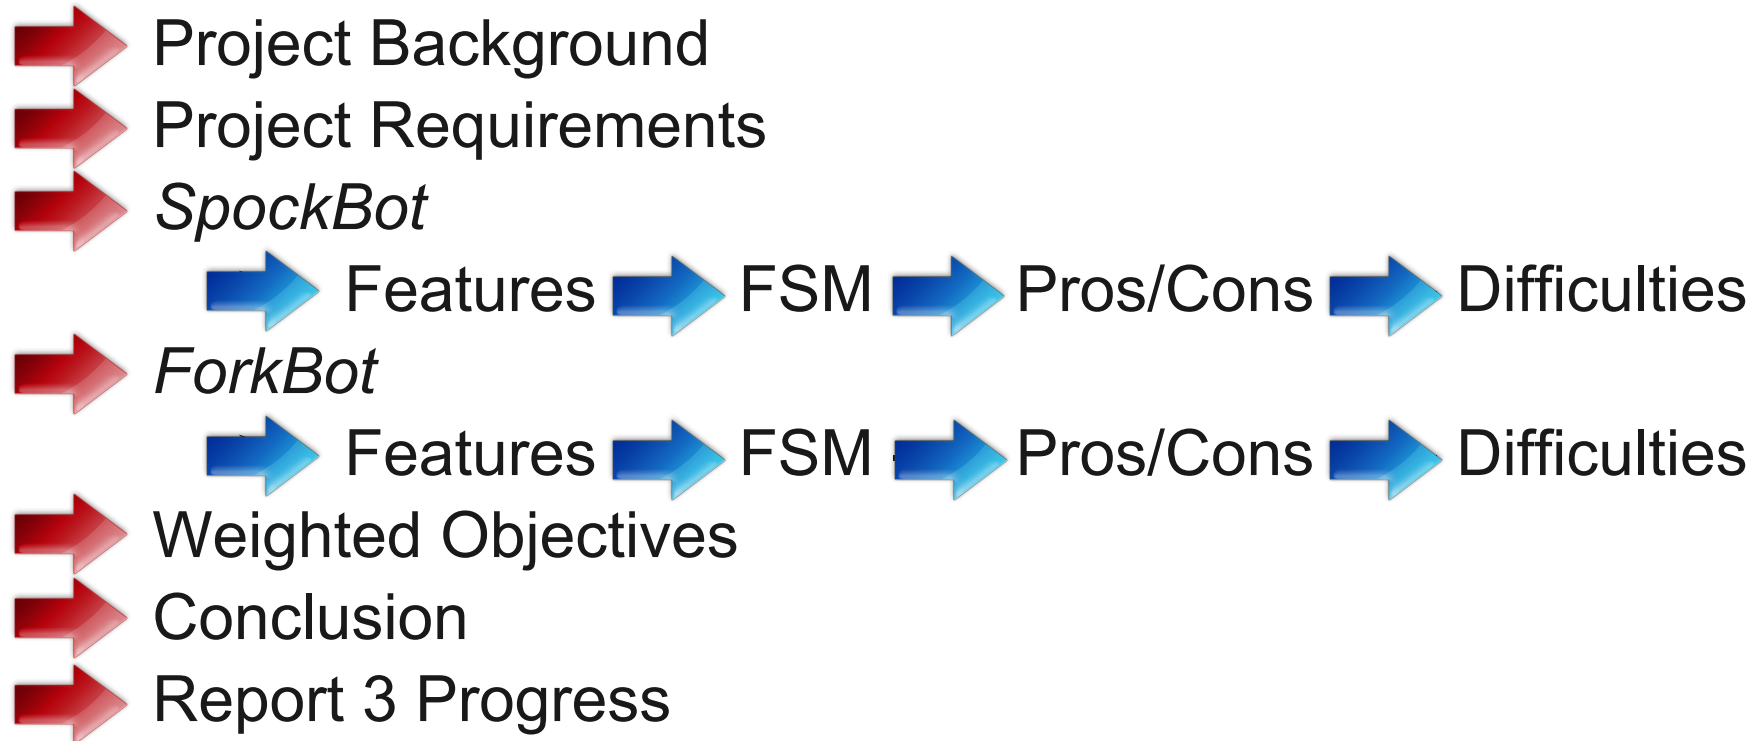 Project Background
Project Requirements
SpockBot
Features FSM Pros/Cons Difficulties
ForkBot
Features FSM Pros/Cons Difficulties
Weighted Objectives
Conclusion
Report 3 Progress